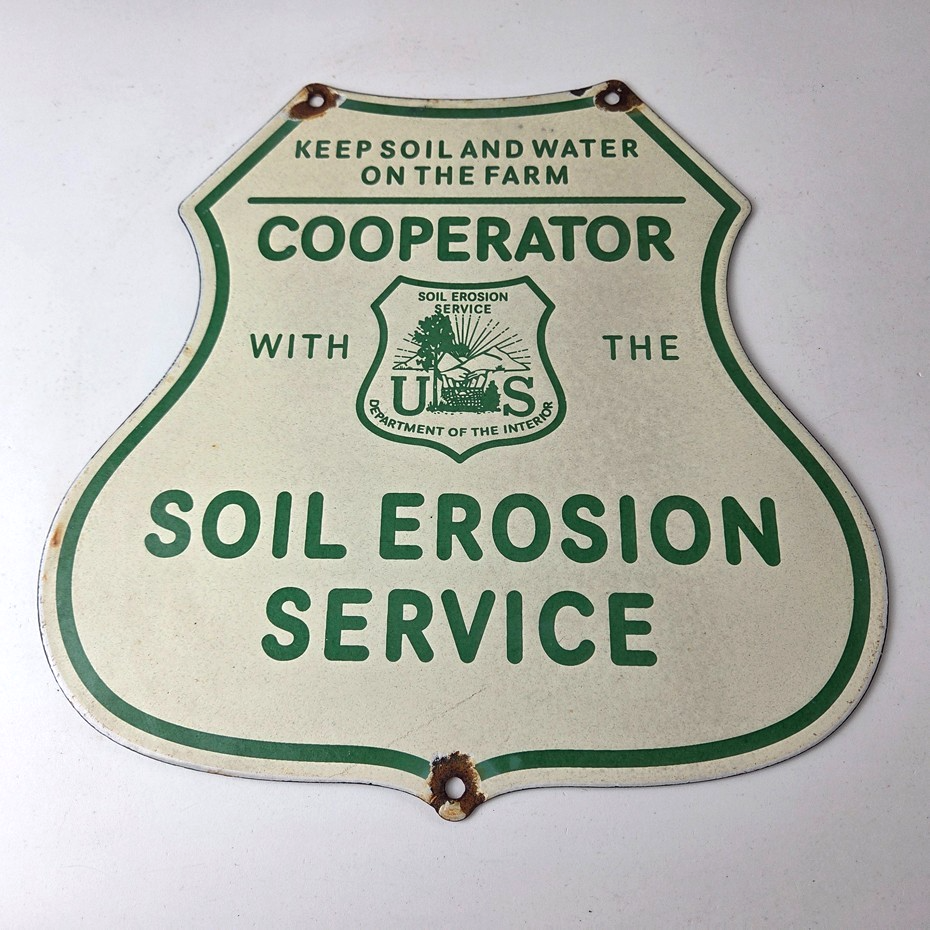 KEEP SOIL AND WATER
ON THE FARM
COOPERATOR
WITH THE
SOIL EROSION
SERVICE
U S
DEPARTMENT OF THE INTERIOR
SOIL EROSION
SERVICE